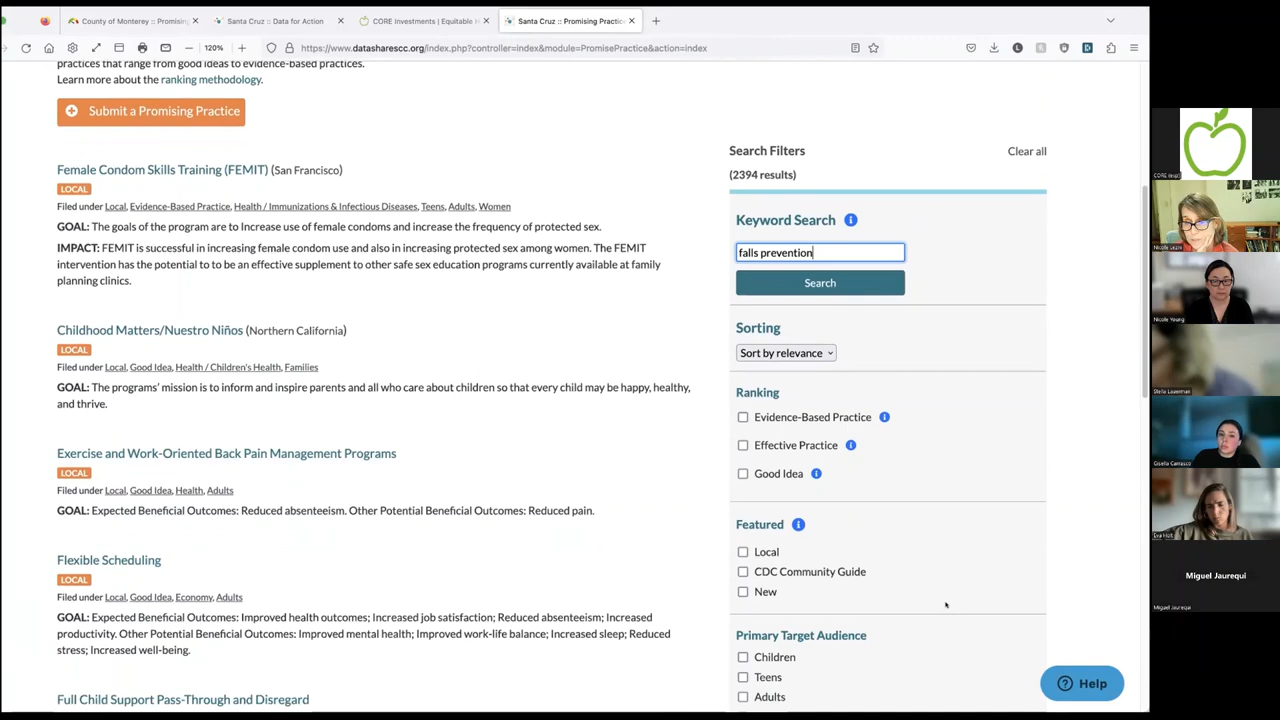 County of Monterey :: Promising
Santa Cruz :: Data for Action
CORE Investments | Equitable H
Santa Cruz :: Promising Practic
120%
https://www.datasharescc.org/index.php?controller=index&module=PromisePractice&action=index
practices that range from good ideas to evidence-based practices.
Learn more about the ranking methodology.
Submit a Promising Practice
Female Condom Skills Training (FEMIT) (San Francisco)
LOCAL
Filed under Local, Evidence-Based Practice, Health / Immunizations & Infectious Diseases, Teens, Adults, Women
GOAL: The goals of the program are to Increase use of female condoms and increase the frequency of protected sex.
IMPACT: FEMIT is successful in increasing female condom use and also in increasing protected sex among women. The FEMIT
intervention has the potential to to be an effective supplement to other safe sex education programs currently available at family
planning clinics.
Childhood Matters/Nuestro Niños (Northern California)
LOCAL
Filed under Local, Good Idea, Health / Children's Health, Families
GOAL: The programs' mission is to inform and inspire parents and all who care about children so that every child may be happy, healthy,
and thrive.
Exercise and Work-Oriented Back Pain Management Programs
LOCAL
Filed under Local, Good Idea, Health, Adults
GOAL: Expected Beneficial Outcomes: Reduced absenteeism. Other Potential Beneficial Outcomes: Reduced pain.
Flexible Scheduling
LOCAL
Filed under Local, Good Idea, Economy, Adults
GOAL: Expected Beneficial Outcomes: Improved health outcomes; Increased job satisfaction; Reduced absenteeism; Increased
productivity. Other Potential Beneficial Outcomes: Improved mental health; Improved work-life balance; Increased sleep; Reduced
stress; Increased well-being.
Full Child Support Pass-Through and Disregard
Search Filters
Clear all
(2394 results)
Keyword Search
falls prevention
Search
Sorting
Sort by relevance
Ranking
Evidence-Based Practice
Effective Practice
Good Idea
Featured
Local
CDC Community Guide
New
Primary Target Audience
Children
Teens
Adults
Help
Nicole Young
Gisella Carrasco
Eva Holt
Miguel Jaurequi
Miguel Jaurequi